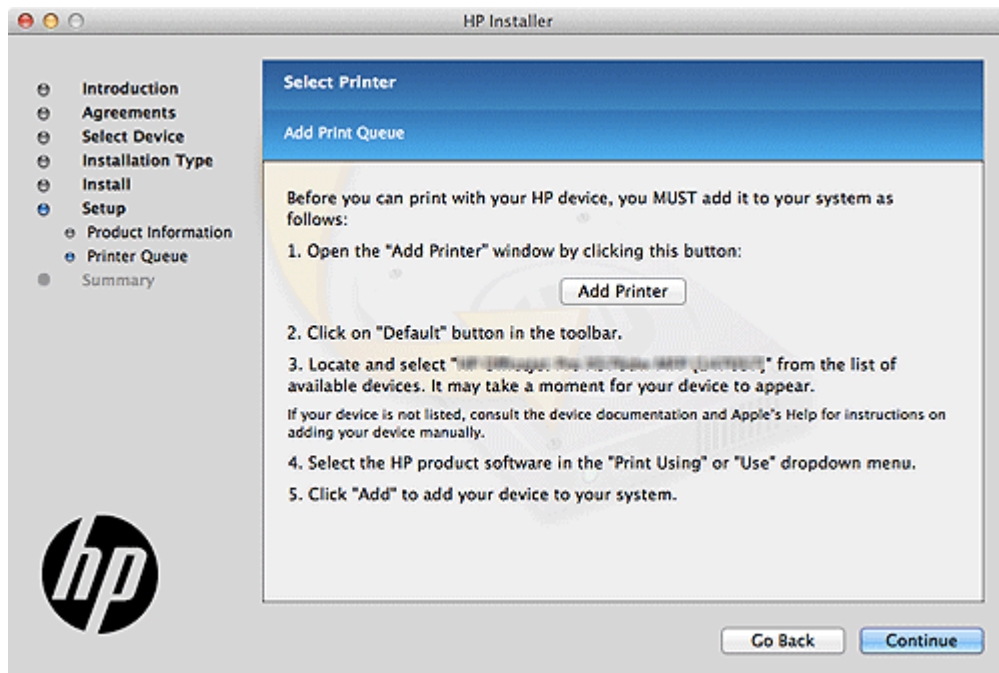 HP Installer
Introduction
Agreements
Select Device
Installation Type
Install
Setup
Product Information
Printer Queue
Summary
Select Printer
Add Print Queue
Before you can print with your HP device, you MUST add it to your system as
follows:
1. Open the "Add Printer" window by clicking this button:
Add Printer
2. Click on "Default" button in the toolbar.
3. Locate and select "" from the list of
available devices. It may take a moment for your device to appear.
If your device is not listed, consult the device documentation and Apple's Help for instructions on
adding your device manually.
4. Select the HP product software in the "Print Using" or "Use" dropdown menu.
5. Click "Add" to add your device to your system.
hp
Go Back
Continue